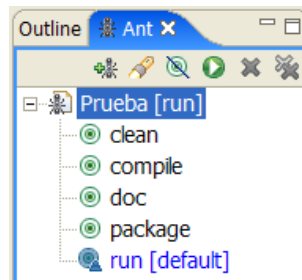 Outline Ant
Prueba [run]
clean
compile
doc
package
run [default]